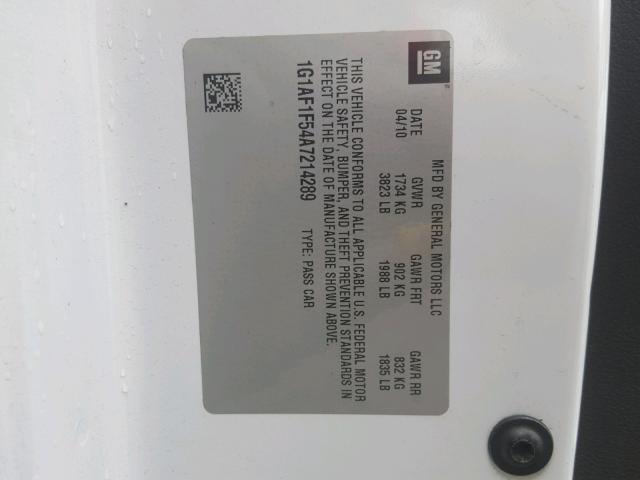 GM
MFD BY GENERAL MOTORS LLC
DATE GVWR GAWR FRT GAWR RR
04/10 1734 KG 902 KG 832 KG
3823 LB 1988 LB 1835 LB
THIS VEHICLE CONFORMS TO ALL APPLICABLE U.S. FEDERAL MOTOR
VEHICLE SAFETY, BUMPER, AND THEFT PREVENTION STANDARDS IN
EFFECT ON THE DATE OF MANUFACTURE SHOWN ABOVE.
1G1AF1F54A7214289 TYPE: PASS CAR